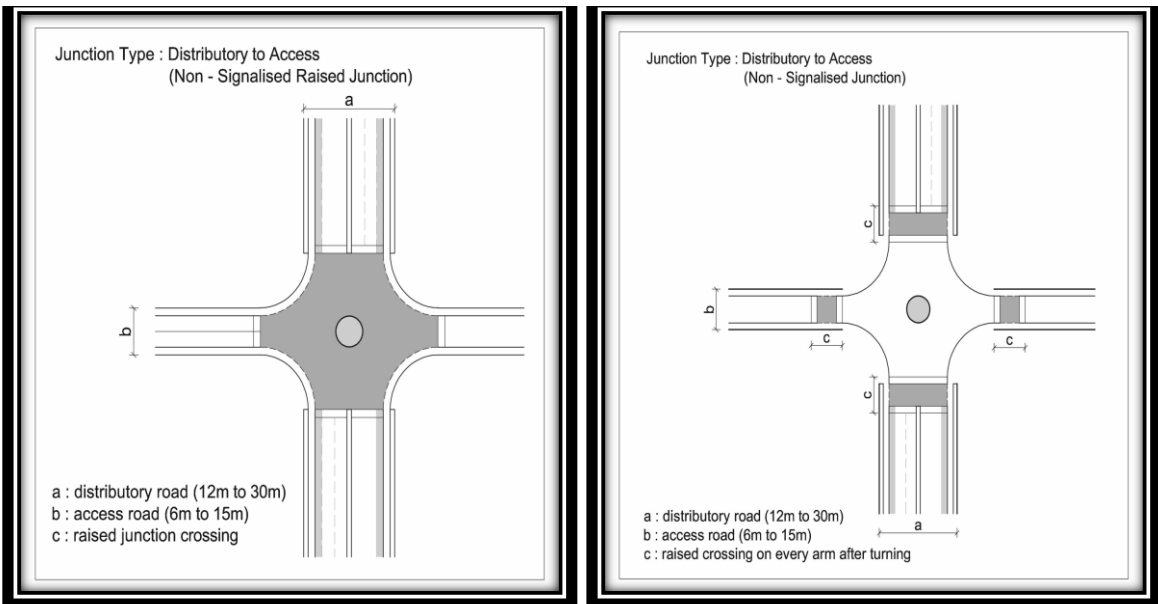 Junction Type : Distributory to Access
(Non - Signalised Raised Junction)
a
b
a : distributory road (12m to 30m)
b : access road (6m to 15m)
c : raised junction crossing
Junction Type : Distributory to Access
(Non - Signalised Junction)
c
b
c
c
c
a
a : distributory road (12m to 30m)
b : access road (6m to 15m)
c : raised crossing on every arm after turning